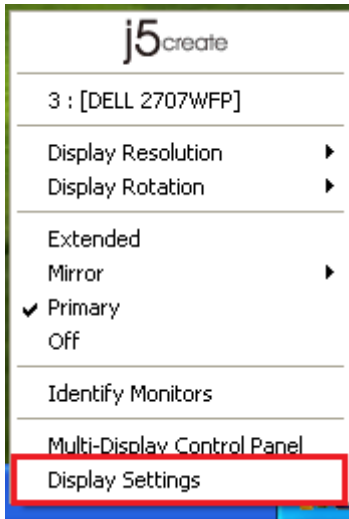 j5create
3 : [DELL 2707WFP]
Display Resolution
Display Rotation
Extended
Mirror
Primary
Off
Identify Monitors
Multi-Display Control Panel
Display Settings